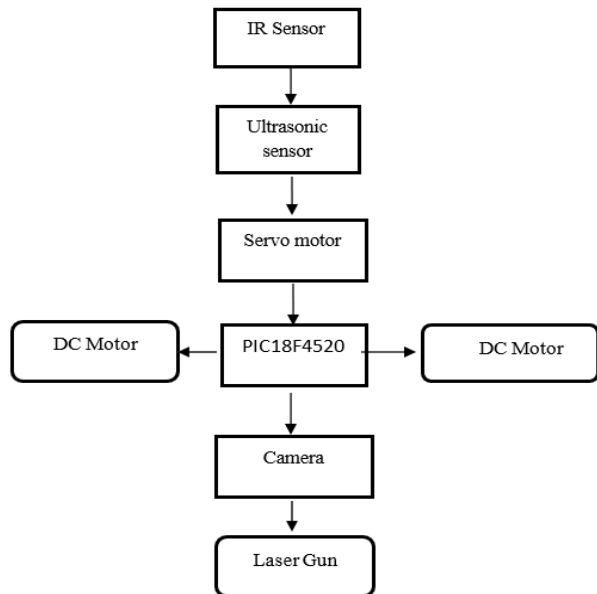 IR Sensor
Ultrasonic
sensor
Servo motor
DC Motor
PIC18F4520
DC Motor
Camera
Laser Gun